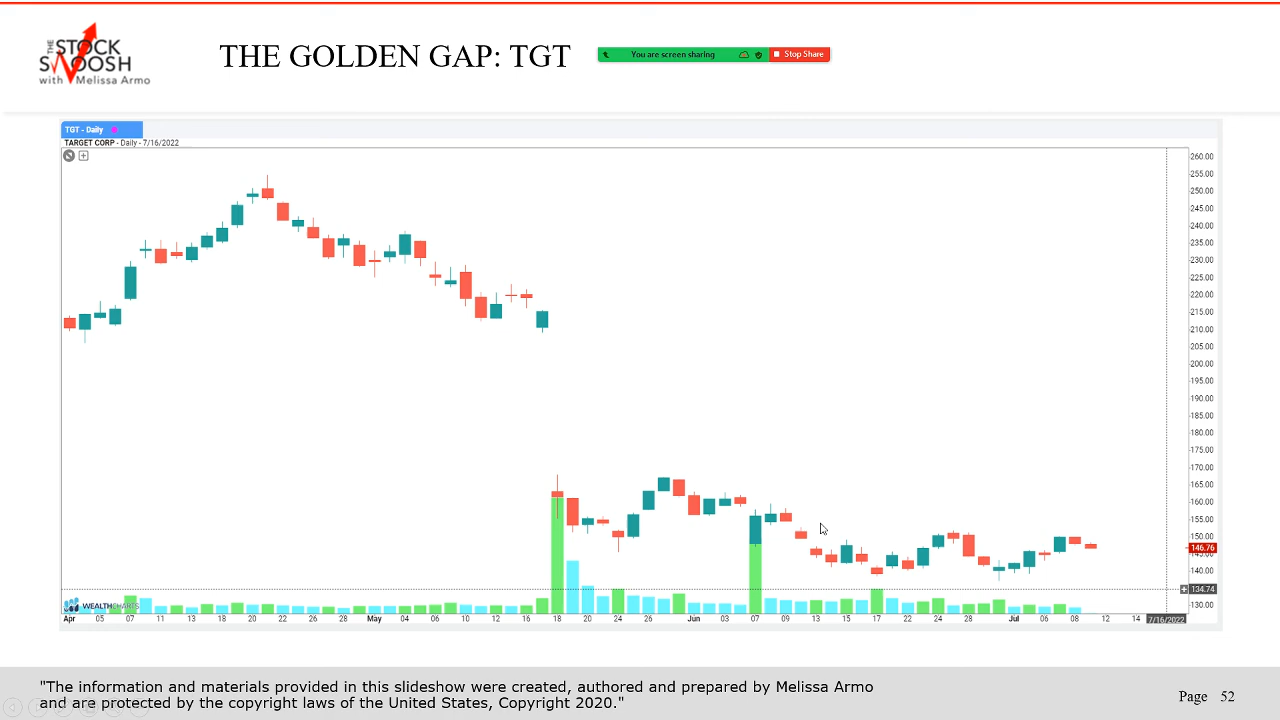 THE
STOCK
SWOOSH
with Melissa Armo
THE GOLDEN GAP: TGT
You are screen sharing
Stop Share
TGT - Daily
TARGET CORP - Daily - 7/16/2022
260.00
255.00
250.00
245.00
240.00
235.00
230.00
225.00
220.00
215.00
210.00
205.00
200.00
195.00
190.00
185.00
180.00
175.00
170.00
165.00
160.00
155.00
150.00
146.76
145.00
140.00
134.74
130.00
WEALTHCHARTS
Apr 05 07 11 13 18 20 22 26 28 May 04 06 10 12 16 18 20 24 26 Jun 03 07 09 13 15 17 22 24 28 Jul 06 08 12 14 7/16/2022
"The information and materials provided in this slideshow were created, authored and prepared by Melissa Armo
and are protected by the copyright laws of the United States, Copyright 2020."
Page 52